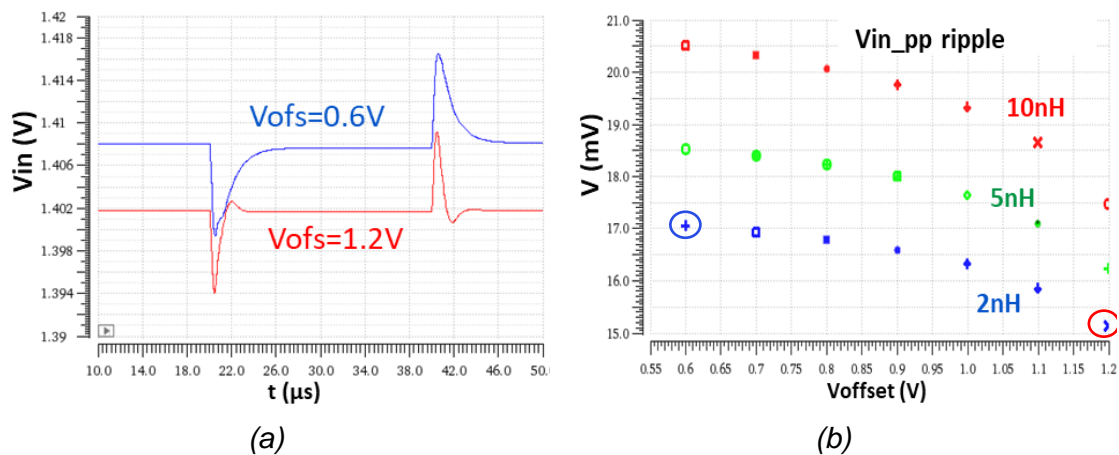 1.42
1.418
1.414
1.41
1.406
1.402
1.398
1.394
1.39
Vin (V)
Vofs=0.6V
Vofs=1.2V
10.0 14.0 18.0 22.0 26.0 30.0 34.0 38.0 42.0 46.0 50.0
t (µs)
(a)
21.0
20.0
19.0
18.0
17.0
16.0
15.0
V (mV)
Vin_pp ripple
10nH
5nH
2nH
0.55 0.6 0.65 0.7 0.75 0.8 0.85 0.9 0.95 1.0 1.05 1.1 1.15 1.2
Voffset (V)
(b)